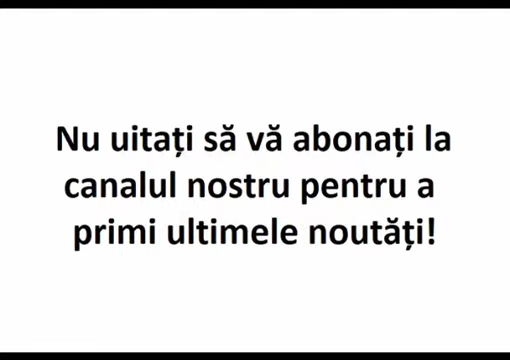 Nu uitați să vă abonați la
canalul nostru pentru a
primi ultimele noutăți!